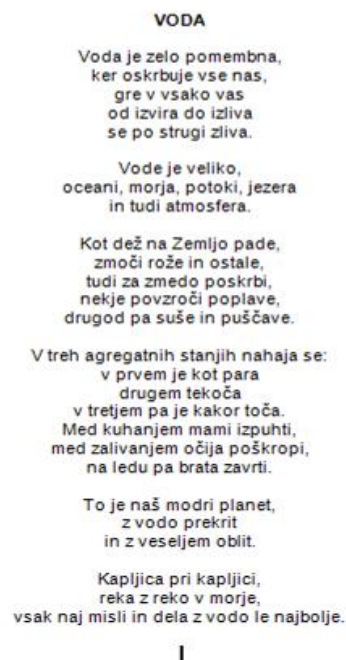 VODA
Voda je zelo pomembna,
ker oskrbuje vse nas,
gre v vsako vas
od izvira do izliva
se po strugi zliva.
Vode je veliko,
oceani, morja, potoki, jezera
in tudi atmosfera.
Kot dež na Zemljo pade,
zmoči rože in ostale,
tudi za zmedo poskrbi,
nekje povzroči poplave,
drugod pa suše in puščave.
V treh agregatnih stanjih nahaja se:
v prvem je kot para
drugem tekoča
v tretjem pa je kakor toča.
Med kuhanjem mami izpuhti,
med zalivanjem očija poškropi,
na ledu pa brata zavrti.
To je naš modri planet,
z vodo prekrit
in z veseljem oblit.
Kapljica pri kapljici,
reka z reko v morje,
vsak naj misli in dela z vodo le najbolje.